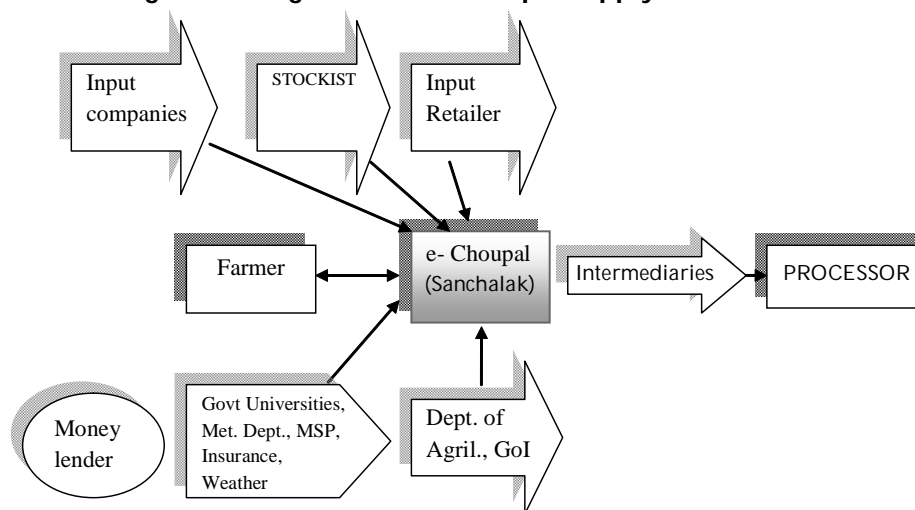 Input
companies
STOCKIST
Input
Retailer
Farmer
e- Choupal
(Sanchalak)
Intermediaries
PROCESSOR
Money
lender
Govt Universities,
Met. Dept., MSP,
Insurance,
Weather
Dept. of
Agril., GoI